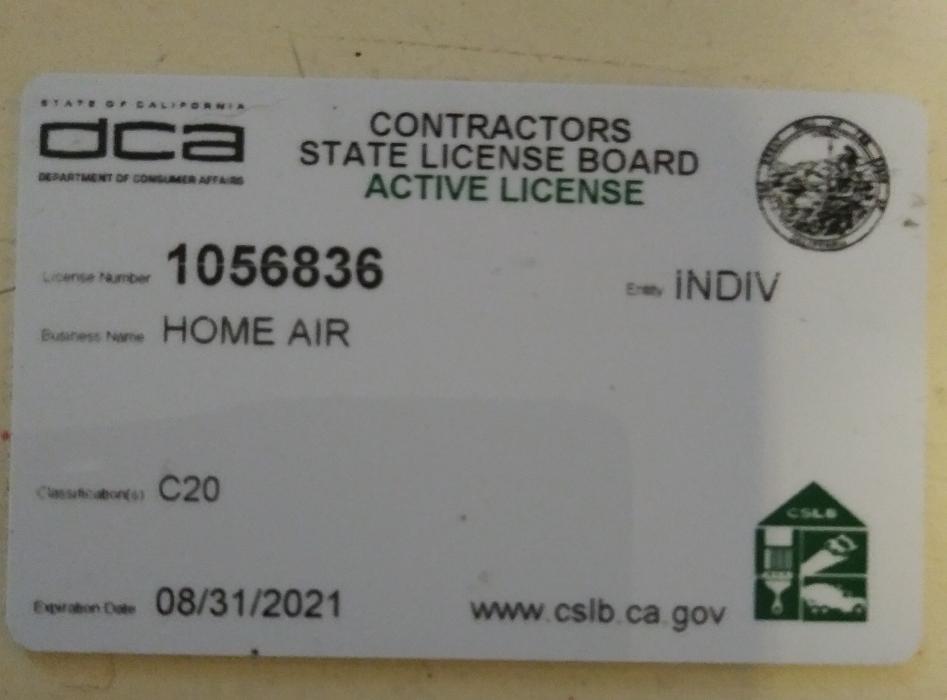 STATE OF CALIFORNIA
dca
DEPARTMENT OF CONSUMER AFFAIRS
CONTRACTORS
STATE LICENSE BOARD
ACTIVE LICENSE
License Number 1056836
Entity INDIV
Business Name HOME AIR
Classification(s) C20
CSLB
Expiration Date 08/31/2021
www.cslb.ca.gov